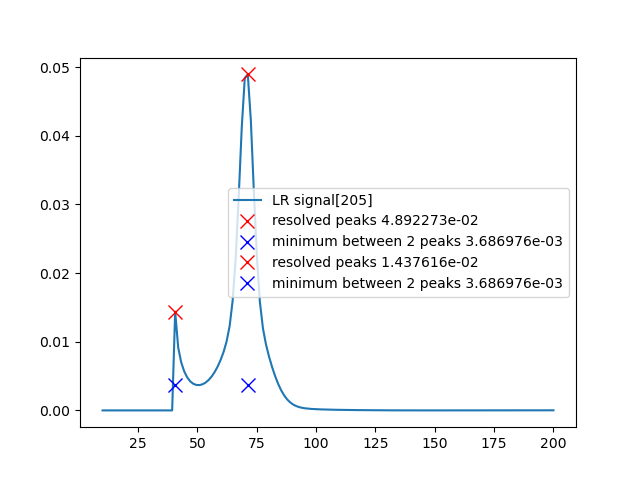 0.05
0.04
0.03
0.02
0.01
0.00
LR signal[205]
resolved peaks 4.892273e-02
minimum between 2 peaks 3.686976e-03
resolved peaks 1.437616e-02
minimum between 2 peaks 3.686976e-03
25 50 75 100 125 150 175 200